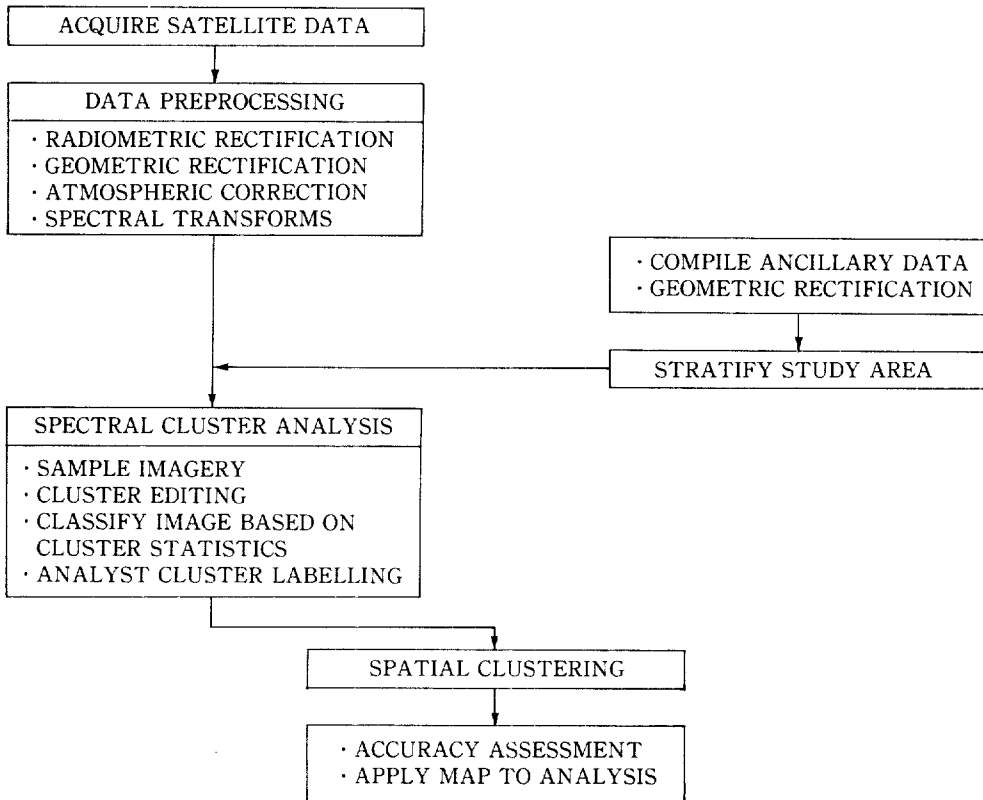 ACQUIRE SATELLITE DATA
DATA PREPROCESSING
· RADIOMETRIC RECTIFICATION
· GEOMETRIC RECTIFICATION
· ATMOSPHERIC CORRECTION
· SPECTRAL TRANSFORMS
· COMPILE ANCILLARY DATA
· GEOMETRIC RECTIFICATION
STRATIFY STUDY AREA
SPECTRAL CLUSTER ANALYSIS
· SAMPLE IMAGERY
· CLUSTER EDITING
· CLASSIFY IMAGE BASED ON
CLUSTER STATISTICS
· ANALYST CLUSTER LABELLING
SPATIAL CLUSTERING
· ACCURACY ASSESSMENT
· APPLY MAP TO ANALYSIS